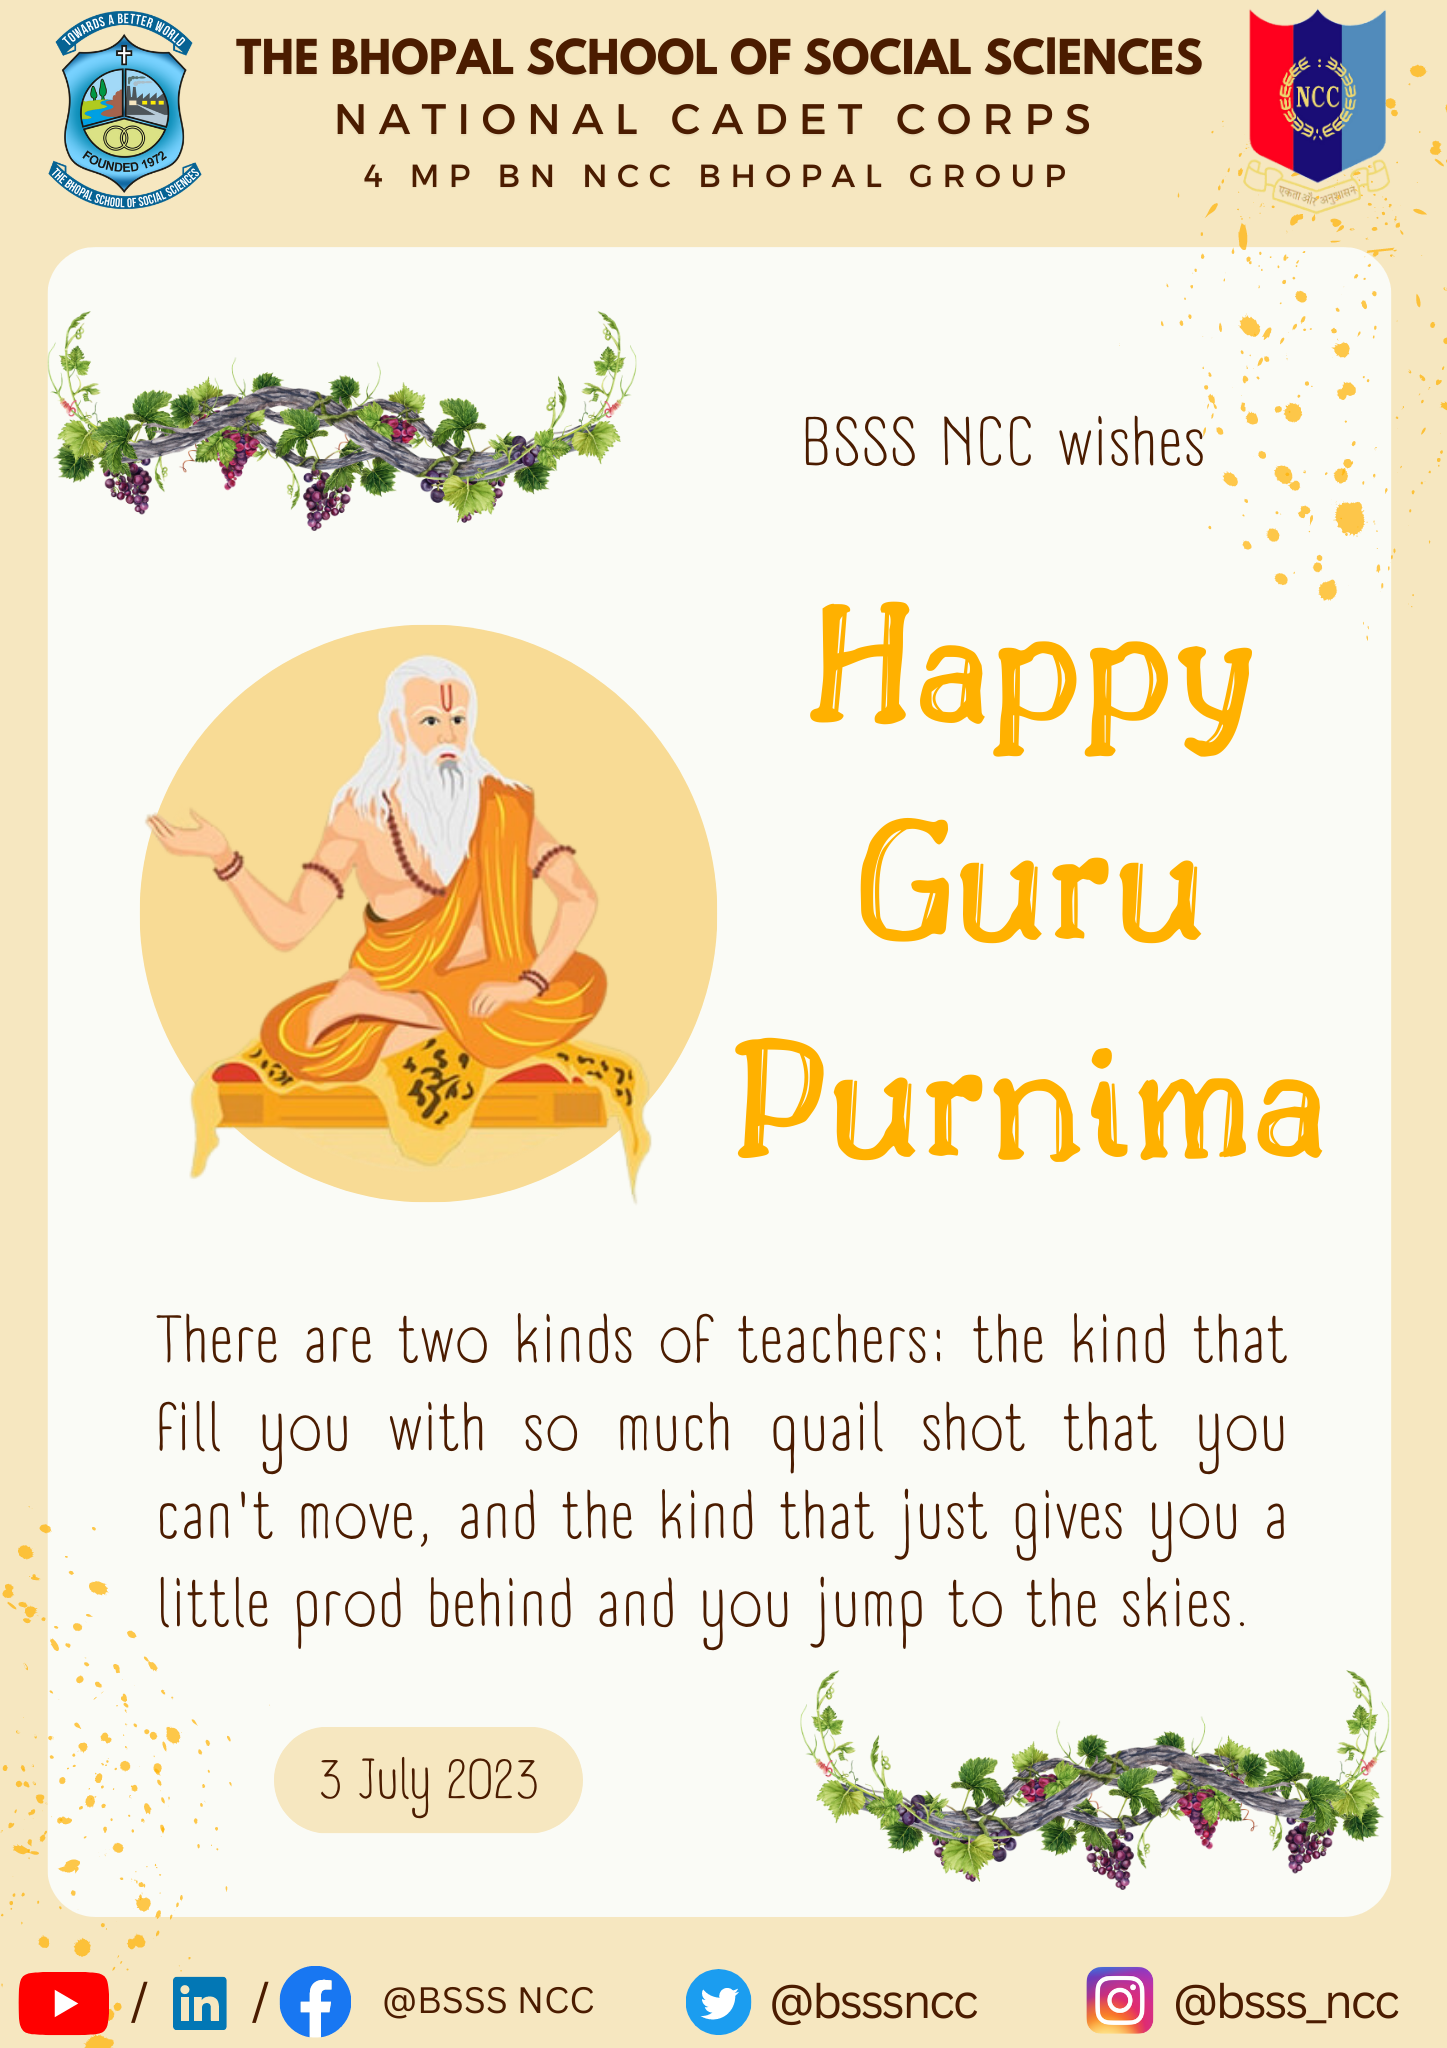 TOWARDS A BETTER WORLD
FOUNDED 1972
THE BHOPAL SCHOOL OF SOCIAL SCIENCES
THE BHOPAL SCHOOL OF SOCIAL SCIENCES
NATIONAL CADET CORPS
4 MP BN NCC BHOPAL GROUP
NCC
एकता और अनुशासन
BSSS NCC wishes
Happy
Guru
Purnima
There are two kinds of teachers: the kind that
fill you with so much quail shot that you
can't move, and the kind that just gives you a
little prod behind and you jump to the skies.
3 July 2023
/ in / f @BSSS NCC @bsssncc @bsss_ncc